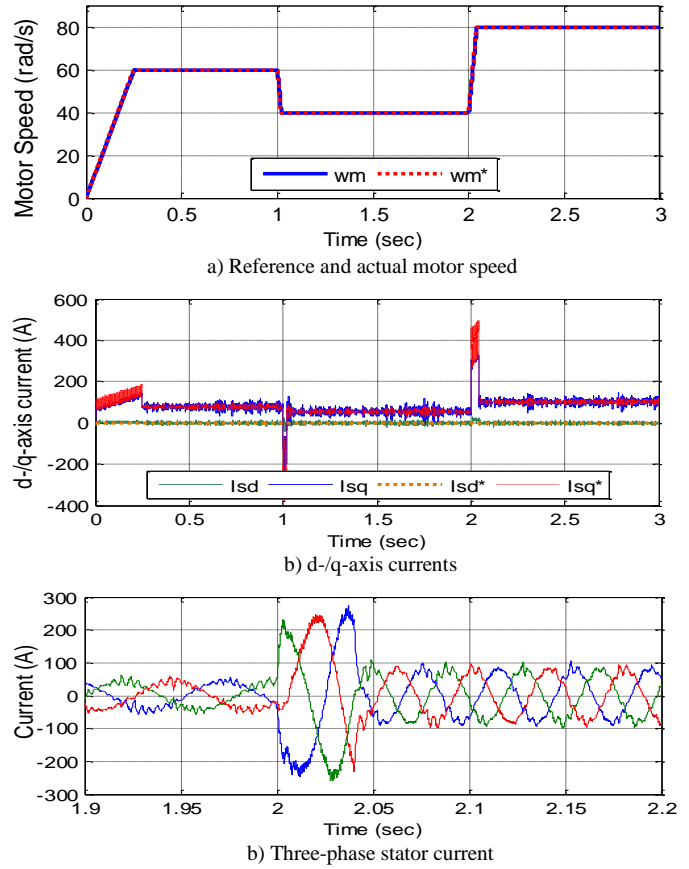 80
60
40
20
0
Motor Speed (rad/s)
wm wm*
0 0.5 1 1.5 2 2.5 3
Time (sec)
a) Reference and actual motor speed
600
400
200
0
-200
-400
d-/q-axis current (A)
Isd Isq Isd* Isq*
0 0.5 1 1.5 2 2.5 3
Time (sec)
b) d-/q-axis currents
300
200
100
0
-100
-200
-300
Current (A)
1.9 1.95 2 2.05 2.1 2.15 2.2
Time (sec)
b) Three-phase stator current